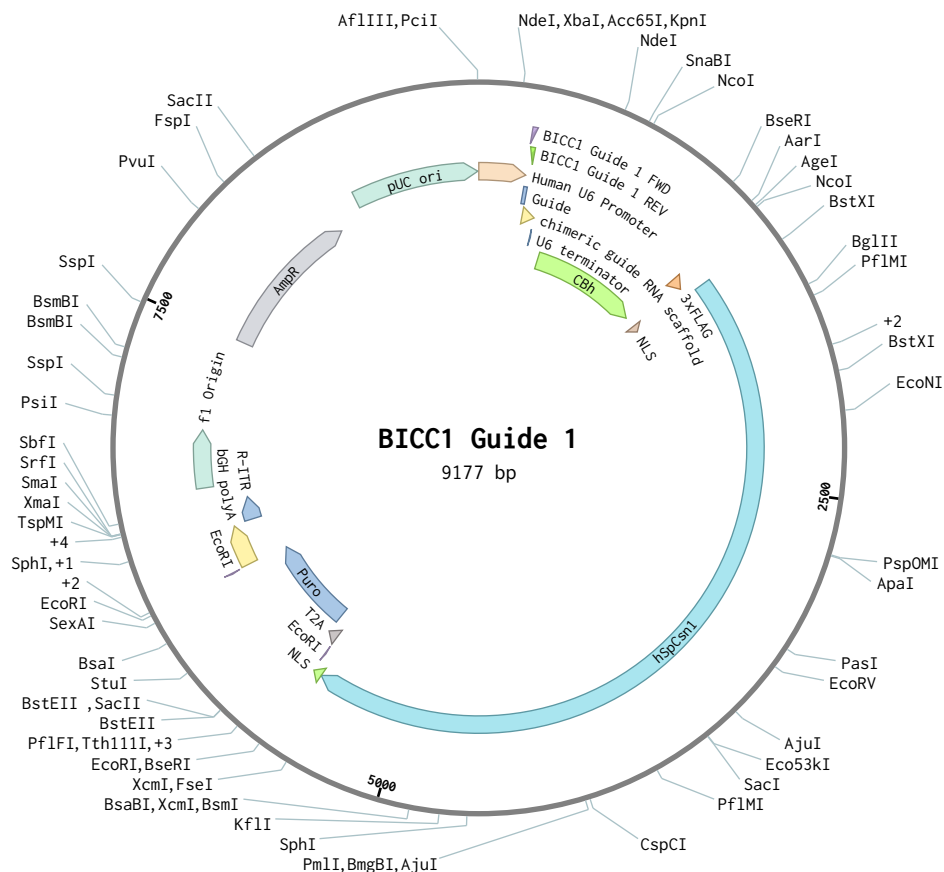 AflIII,PciI
NdeI,XbaI,Acc65I,KpnI
NdeI
SnaBI
NcoI
BseRI
AarI
AgeI
NcoI
BstXI
BglII
PflMI
+2
BstXI
EcoNI
2500
PspOMI
ApaI
PasI
EcoRV
AjuI
Eco53kI
SacI
PflMI
CspCI
PmlI,BmgBI,AjuI
SphI
KflI
BsaBI,XcmI,BsmI
5000
XcmI,FseI
EcoRI,BseRI
PflFI,Tth111I,+3
BstEII
BstEII ,SacII
StuI
BsaI
SexAI
EcoRI
+2
SphI,+1
+4
TspMI
XmaI
SmaI
SrfI
SbfI
PsiI
SspI
BsmBI
BsmBI
SspI
7500
PvuI
FspI
SacII
pUC ori
BICC1 Guide 1 FWD
BICC1 Guide 1 REV
Human U6 Promoter
Guide
chimeric guide RNA scaffold
U6 terminator
CBh
3xFLAG
NLS
hSpCsn1
NLS
EcoRI
T2A
Puro
EcoRI
bGH polyA
R-ITR
f1 Origin
AmpR
BICC1 Guide 1
9177 bp